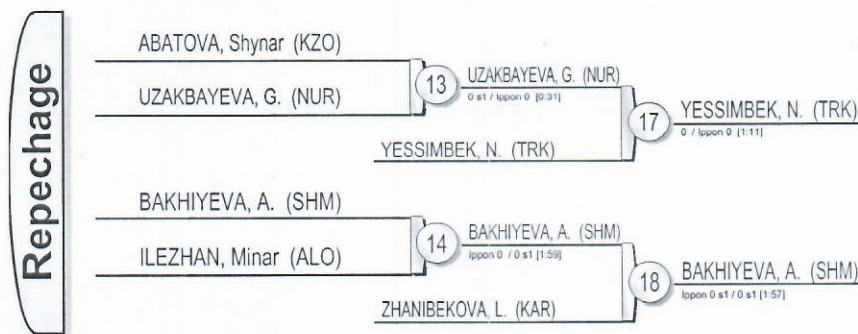 Repechage
ABATOVA, Shynar (KZO)
UZAKBAYEVA, G. (NUR)
13
UZAKBAYEVA, G. (NUR)
0 s1 / Ippon 0 [0:31]
YESSIMBEK, N. (TRK)
17
YESSIMBEK, N. (TRK)
0 / Ippon 0 [1:11]
BAKHIYEVA, A. (SHM)
ILEZHAN, Minar (ALO)
14
BAKHIYEVA, A. (SHM)
Ippon 0 / 0 s1 [1:59]
ZHANIBEKOVA, L. (KAR)
18
BAKHIYEVA, A. (SHM)
Ippon 0 s1 / 0 s1 [1:57]